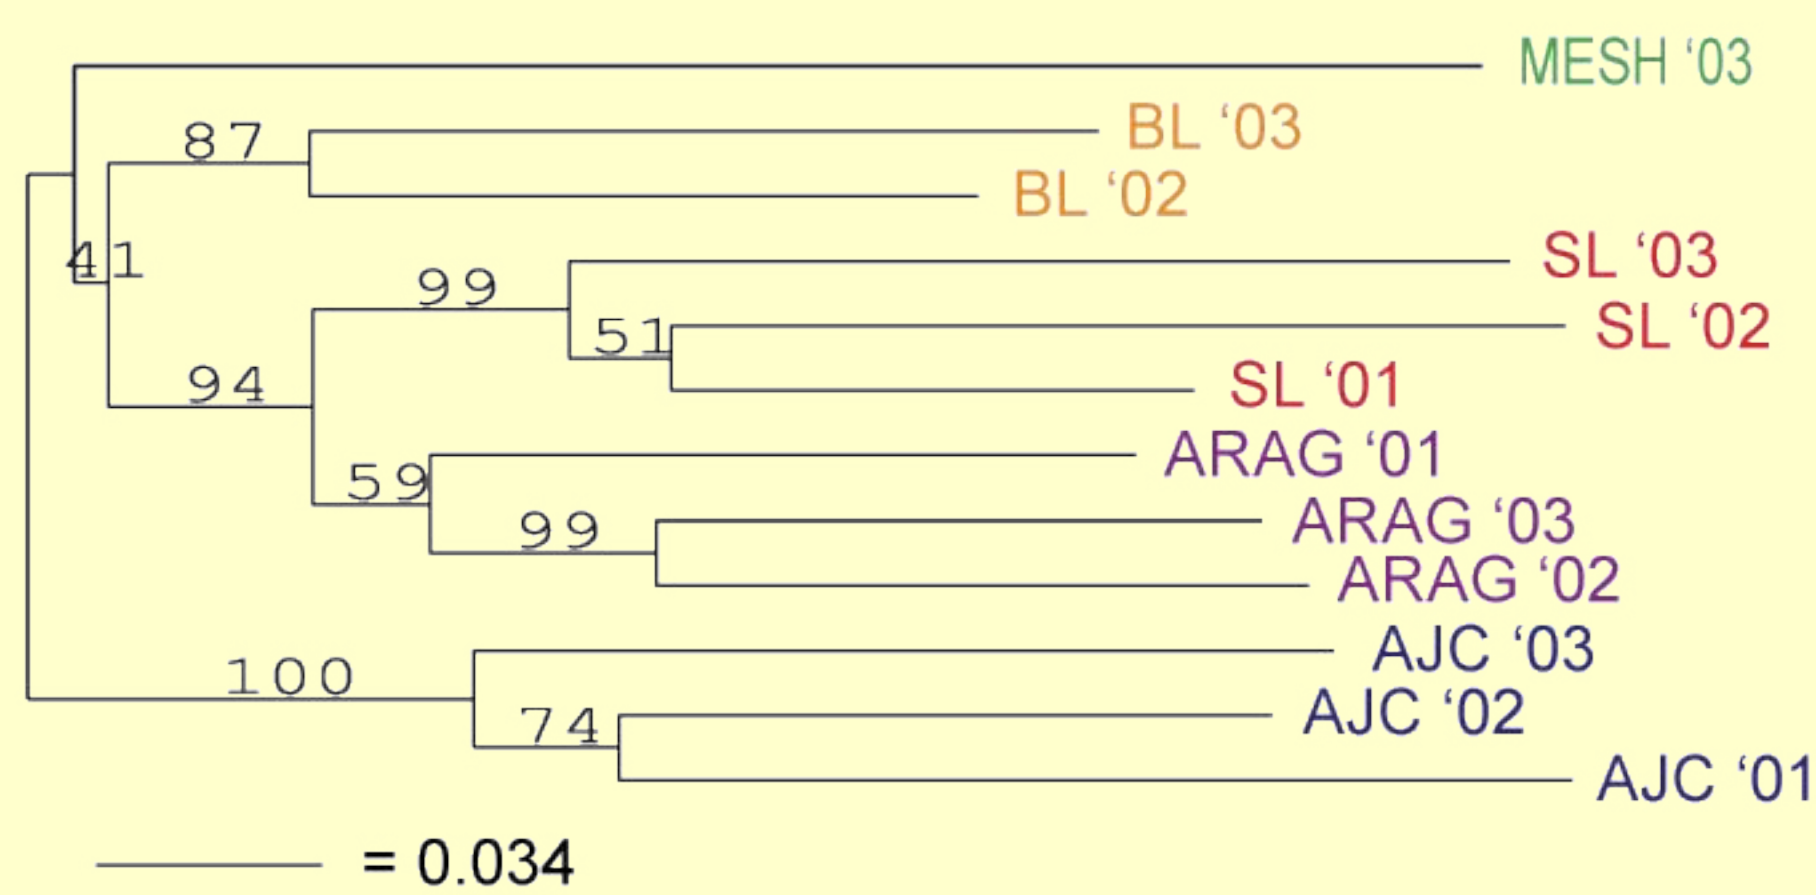 MESH ‘03
87
BL ‘03
BL ‘02
41
99
SL ‘03
51
SL ‘02
94
SL ‘01
59
ARAG ‘01
99
ARAG ‘03
ARAG ‘02
100
AJC ‘03
74
AJC ‘02
AJC ‘01
= 0.034